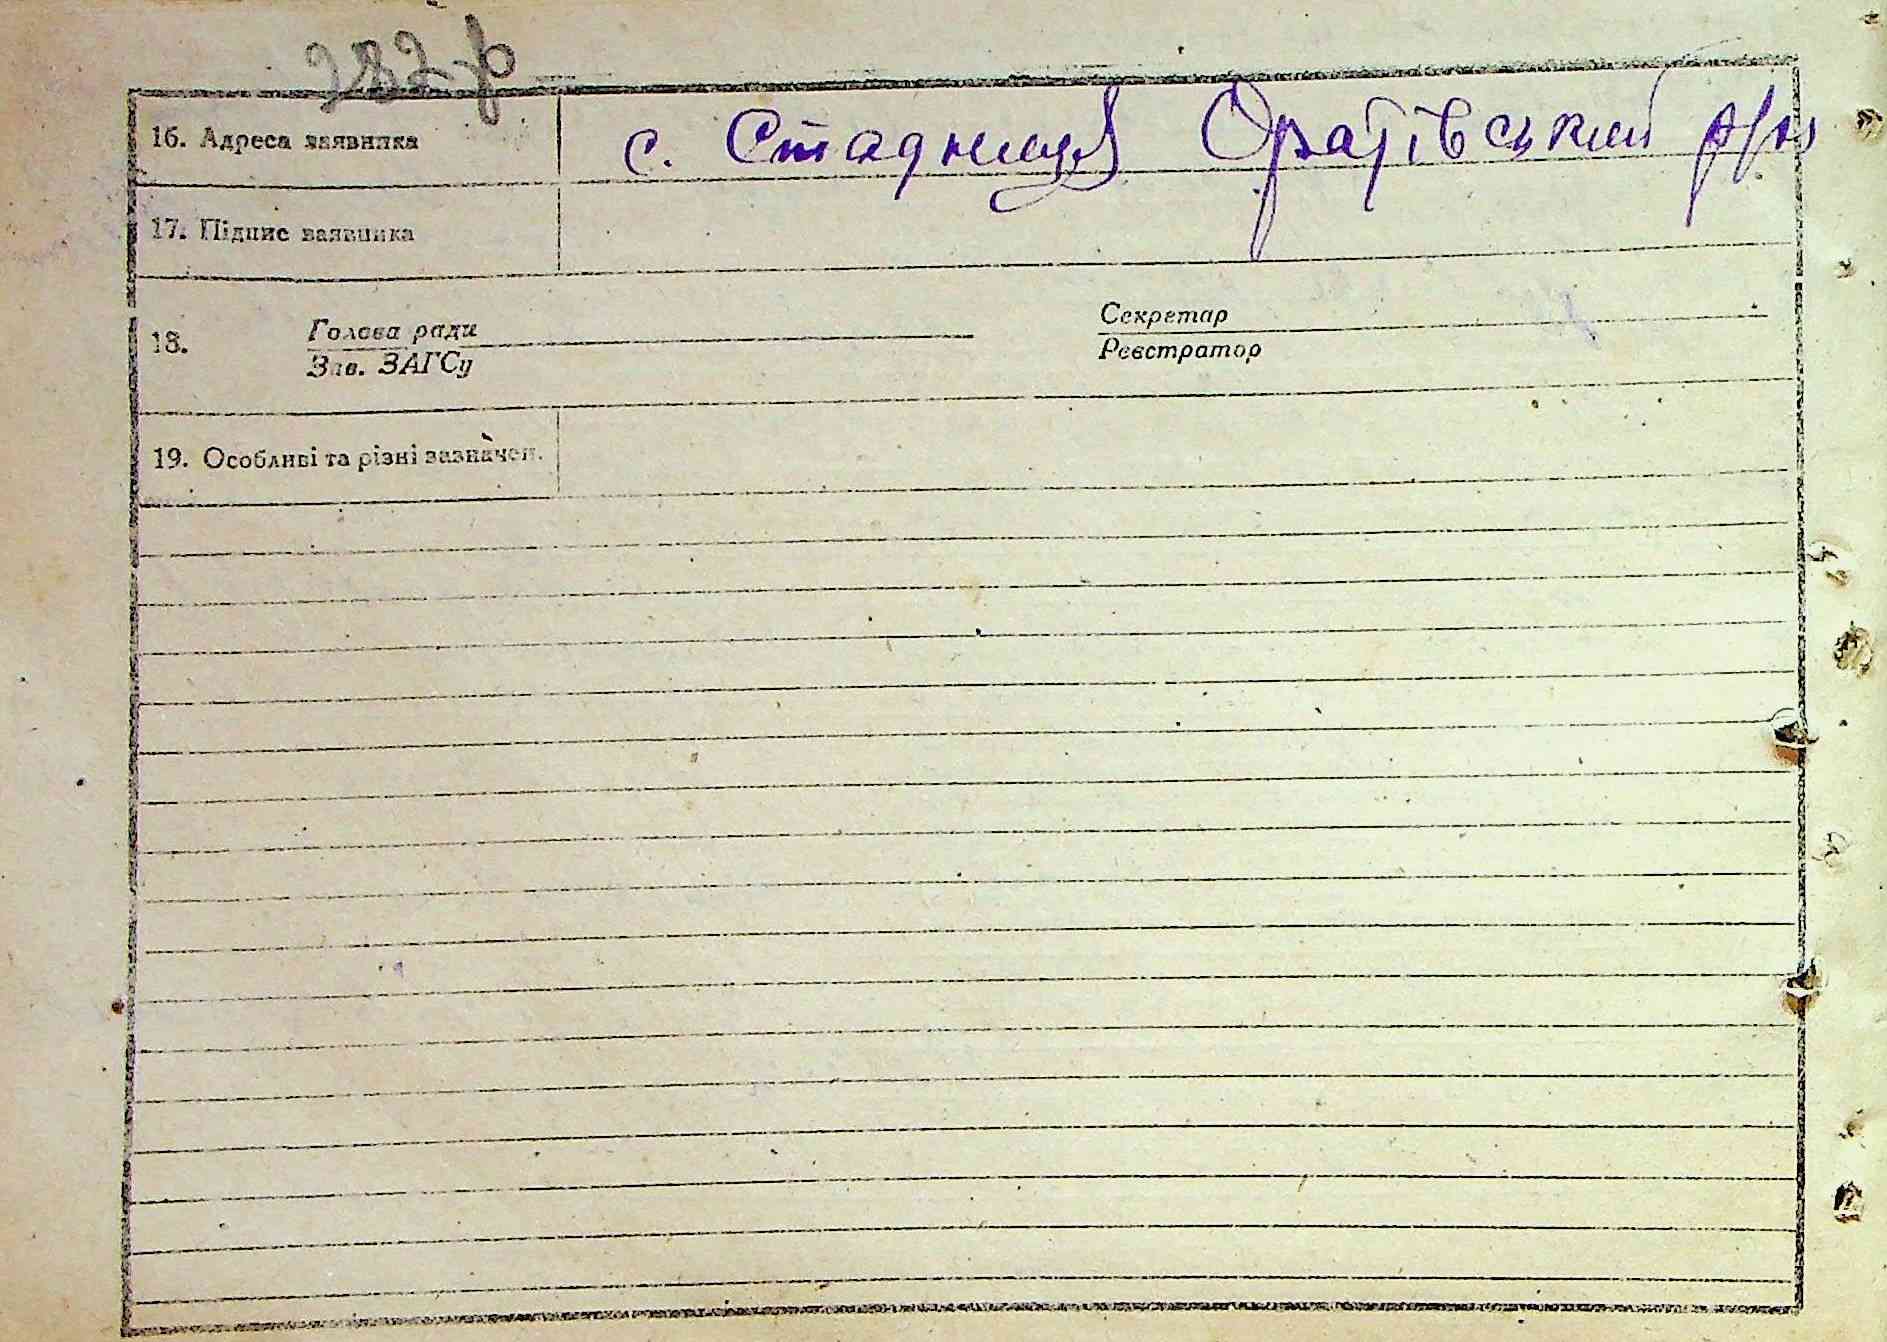 282 р
16. Адреса заявника с. Стадниця Оратівський р/н
17. Підпис заявника
18. Голова ради Секретар
Зав. ЗАГСу Реєстратор
19. Особливі та різні зазначен.